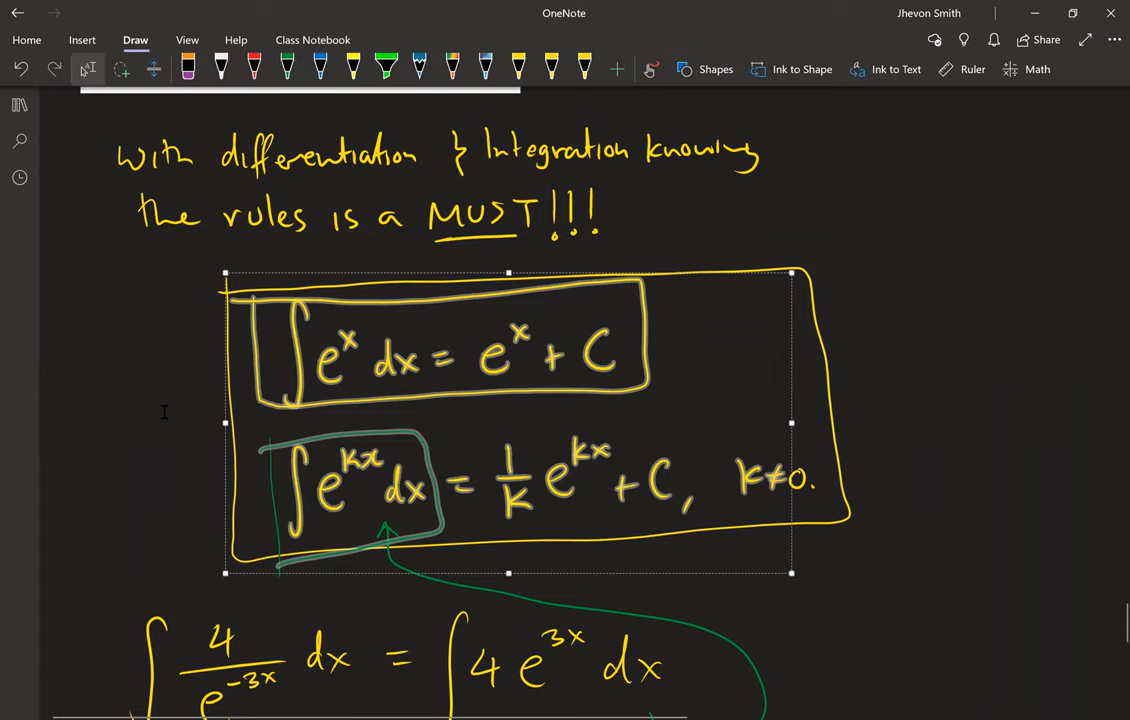 OneNote
Jhevon Smith
Home Insert Draw View Help Class Notebook
Share
Shapes Ink to Shape Ink to Text Ruler Math
With differentiation & Integration knowing
the rules is a MUST!!!
∫ e^x dx = e^x + C
∫ e^{kx} dx = 1/k e^{kx} + C, k≠0.
∫ 4/e^{-3x} dx = ∫ 4 e^{3x} dx